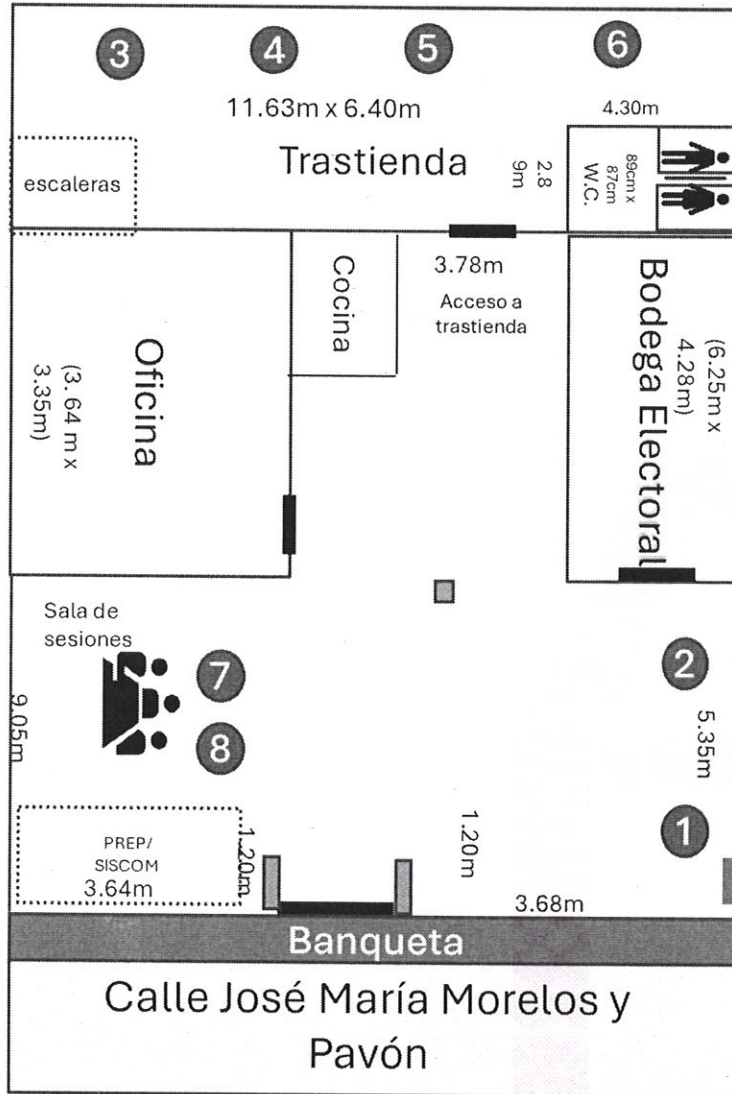 3 4 5 6
11.63m x 6.40m
4.30m
Trastienda
escaleras
2.8
9m
89cm x
87cm
W.C.
3.78m
Acceso a
trastienda
Cocina
Oficina
(3. 64 m x
3.35m)
Bodega Electoral
(6.25m x
4.28m)
Sala de
sesiones
7
8
2
9.05m
5.35m
1
PREP/
SISCOM
3.64m
1.20m
1.20m
3.68m
Banqueta
Calle José María Morelos y
Pavón